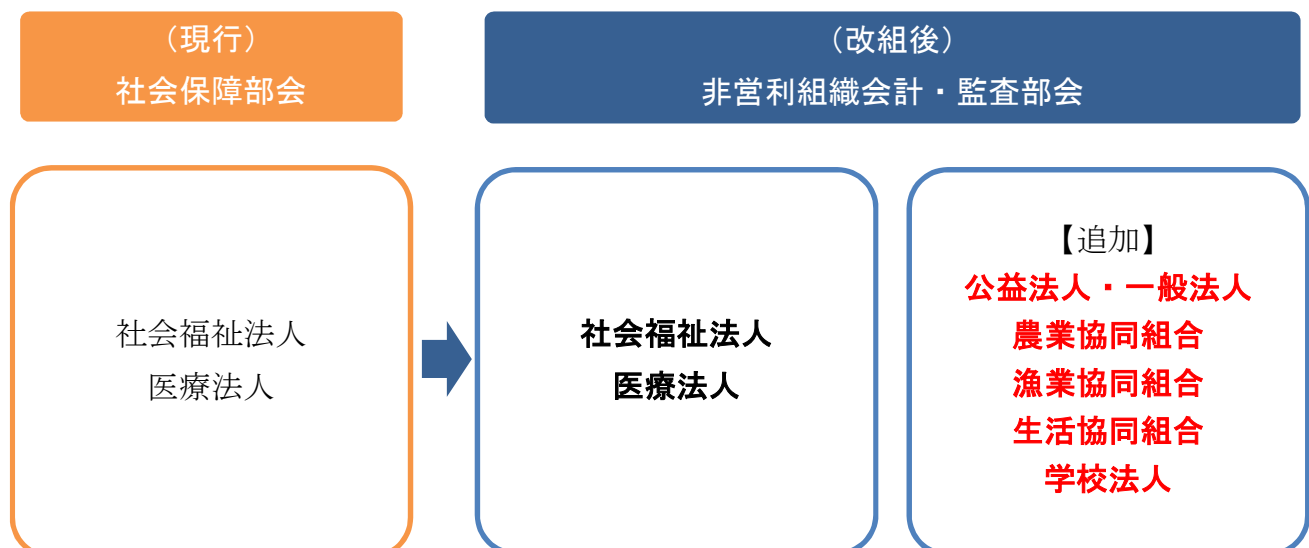 （現行）
社会保障部会
（改組後）
非営利組織会計・監査部会
社会福祉法人
医療法人
社会福祉法人
医療法人
【追加】
公益法人・一般法人
農業協同組合
漁業協同組合
生活協同組合
学校法人